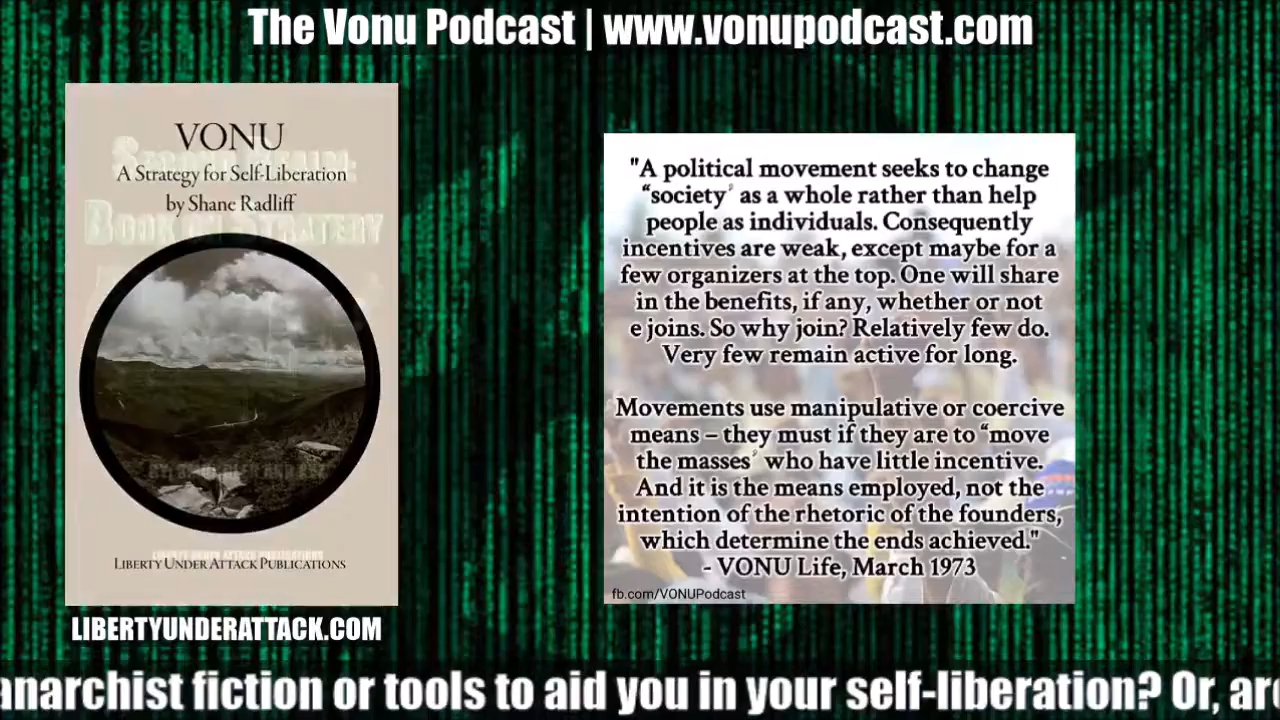 The Vonu Podcast | www.vonupodcast.com
VONU
A Strategy for Self-Liberation
by Shane Radliff
LIBERTY UNDER ATTACK PUBLICATIONS
LIBERTYUNDERATTACK.COM
"A political movement seeks to change
“society’ as a whole rather than help
people as individuals. Consequently
incentives are weak, except maybe for a
few organizers at the top. One will share
in the benefits, if any, whether or not
e joins. So why join? Relatively few do.
Very few remain active for long.
Movements use manipulative or coercive
means – they must if they are to “move
the masses’ who have little incentive.
And it is the means employed, not the
intention of the rhetoric of the founders,
which determine the ends achieved."
- VONU Life, March 1973
fb.com/VONUPodcast
anarchist fiction or tools to aid you in your self-liberation? Or, are